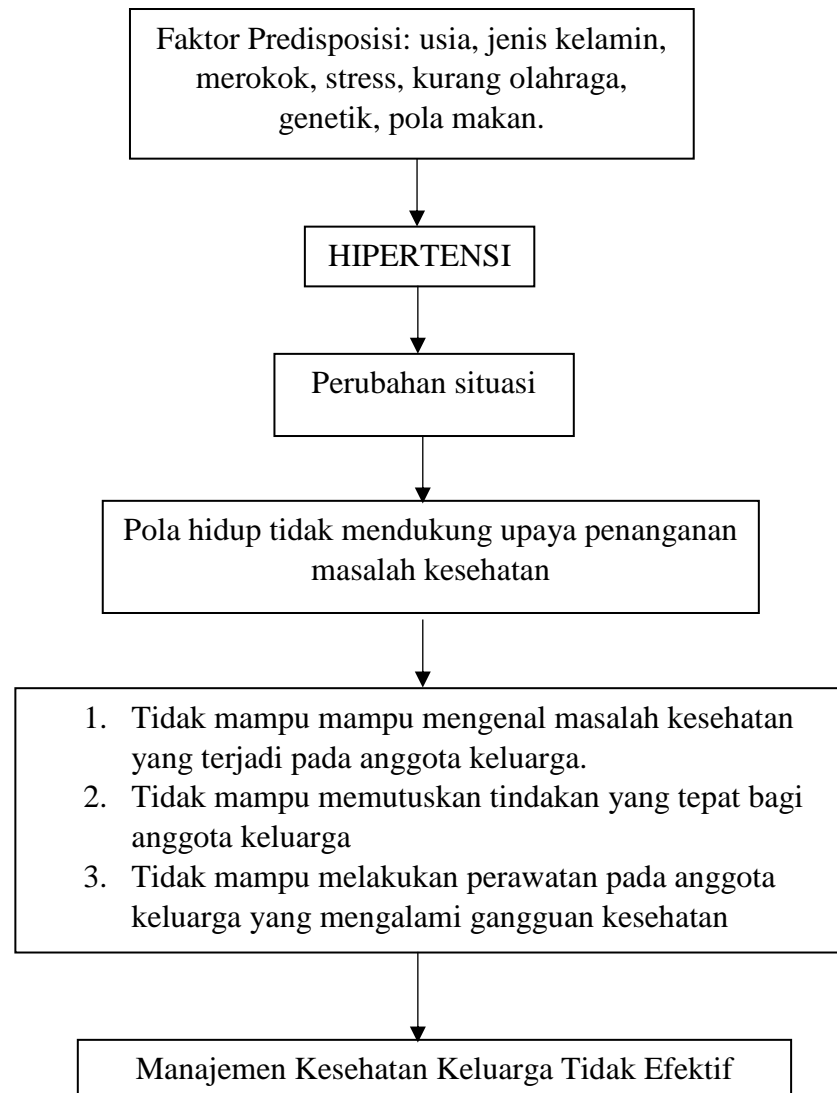 Faktor Predisposisi: usia, jenis kelamin,
merokok, stress, kurang olahraga,
genetik, pola makan.
HIPERTENSI
Perubahan situasi
Pola hidup tidak mendukung upaya penanganan
masalah kesehatan
1. Tidak mampu mampu mengenal masalah kesehatan
yang terjadi pada anggota keluarga.
2. Tidak mampu memutuskan tindakan yang tepat bagi
anggota keluarga
3. Tidak mampu melakukan perawatan pada anggota
keluarga yang mengalami gangguan kesehatan
Manajemen Kesehatan Keluarga Tidak Efektif